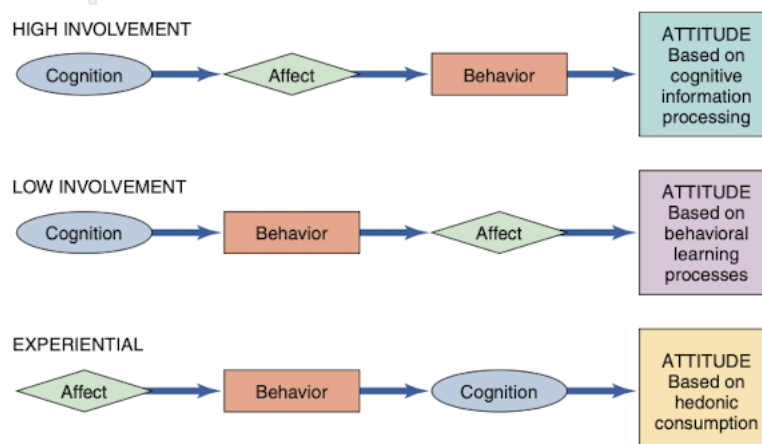 HIGH INVOLVEMENT
Cognition
Affect
Behavior
ATTITUDE
Based on
cognitive
information
processing
LOW INVOLVEMENT
Cognition
Behavior
Affect
ATTITUDE
Based on
behavioral
learning
processes
EXPERIENTIAL
Affect
Behavior
Cognition
ATTITUDE
Based on
hedonic
consumption